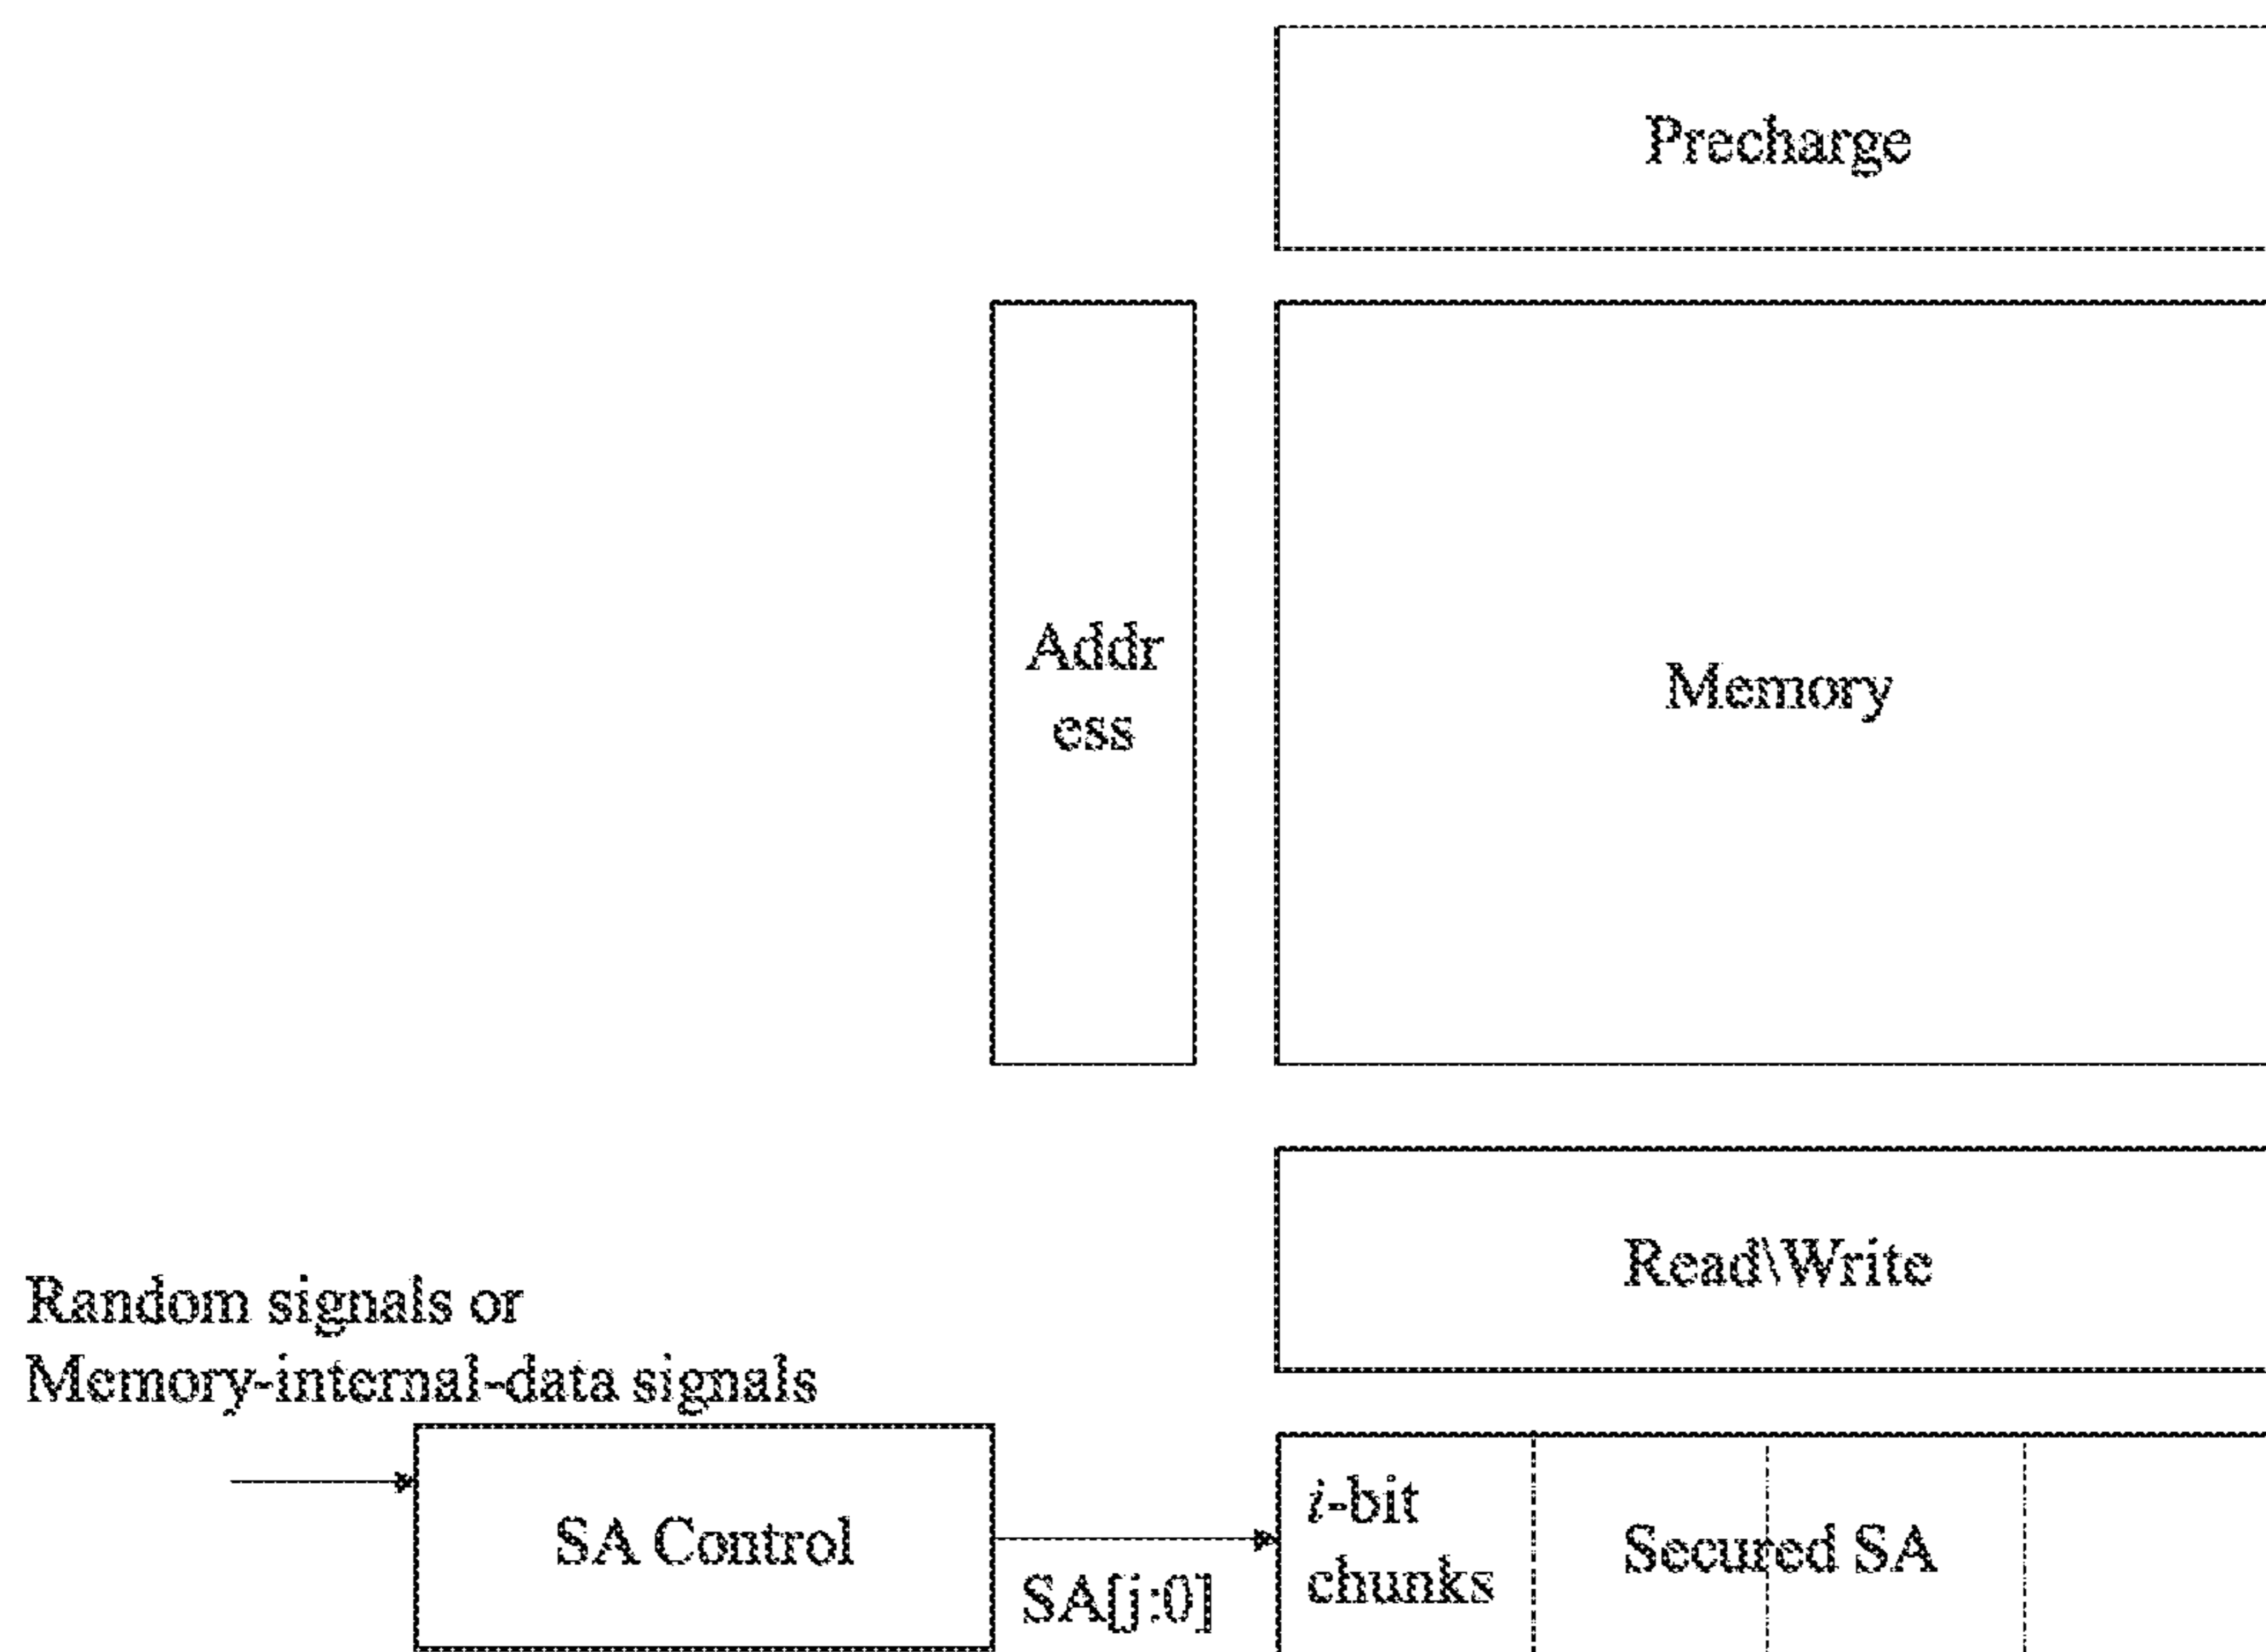 Precharge
Addr
ess
Memory
Read\Write
Random signals or
Memory-internal-data signals
SA Control
SA[j:0]
i-bit
chunks
Secured SA